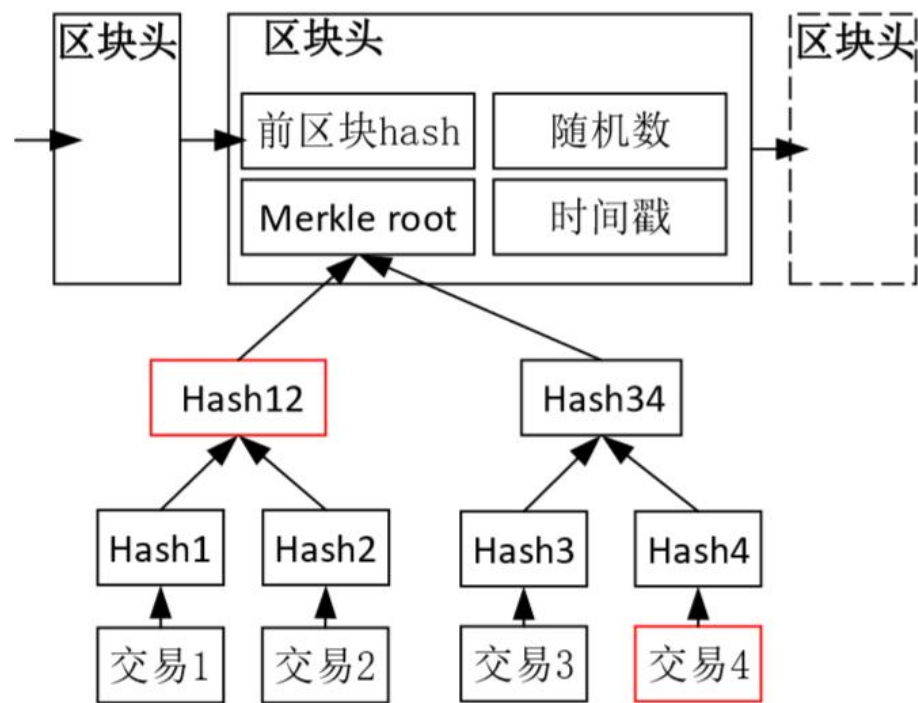 区块头
区块头
区块头
前区块hash
随机数
Merkle root
时间戳
Hash12
Hash34
Hash1
Hash2
Hash3
Hash4
交易1
交易2
交易3
交易4